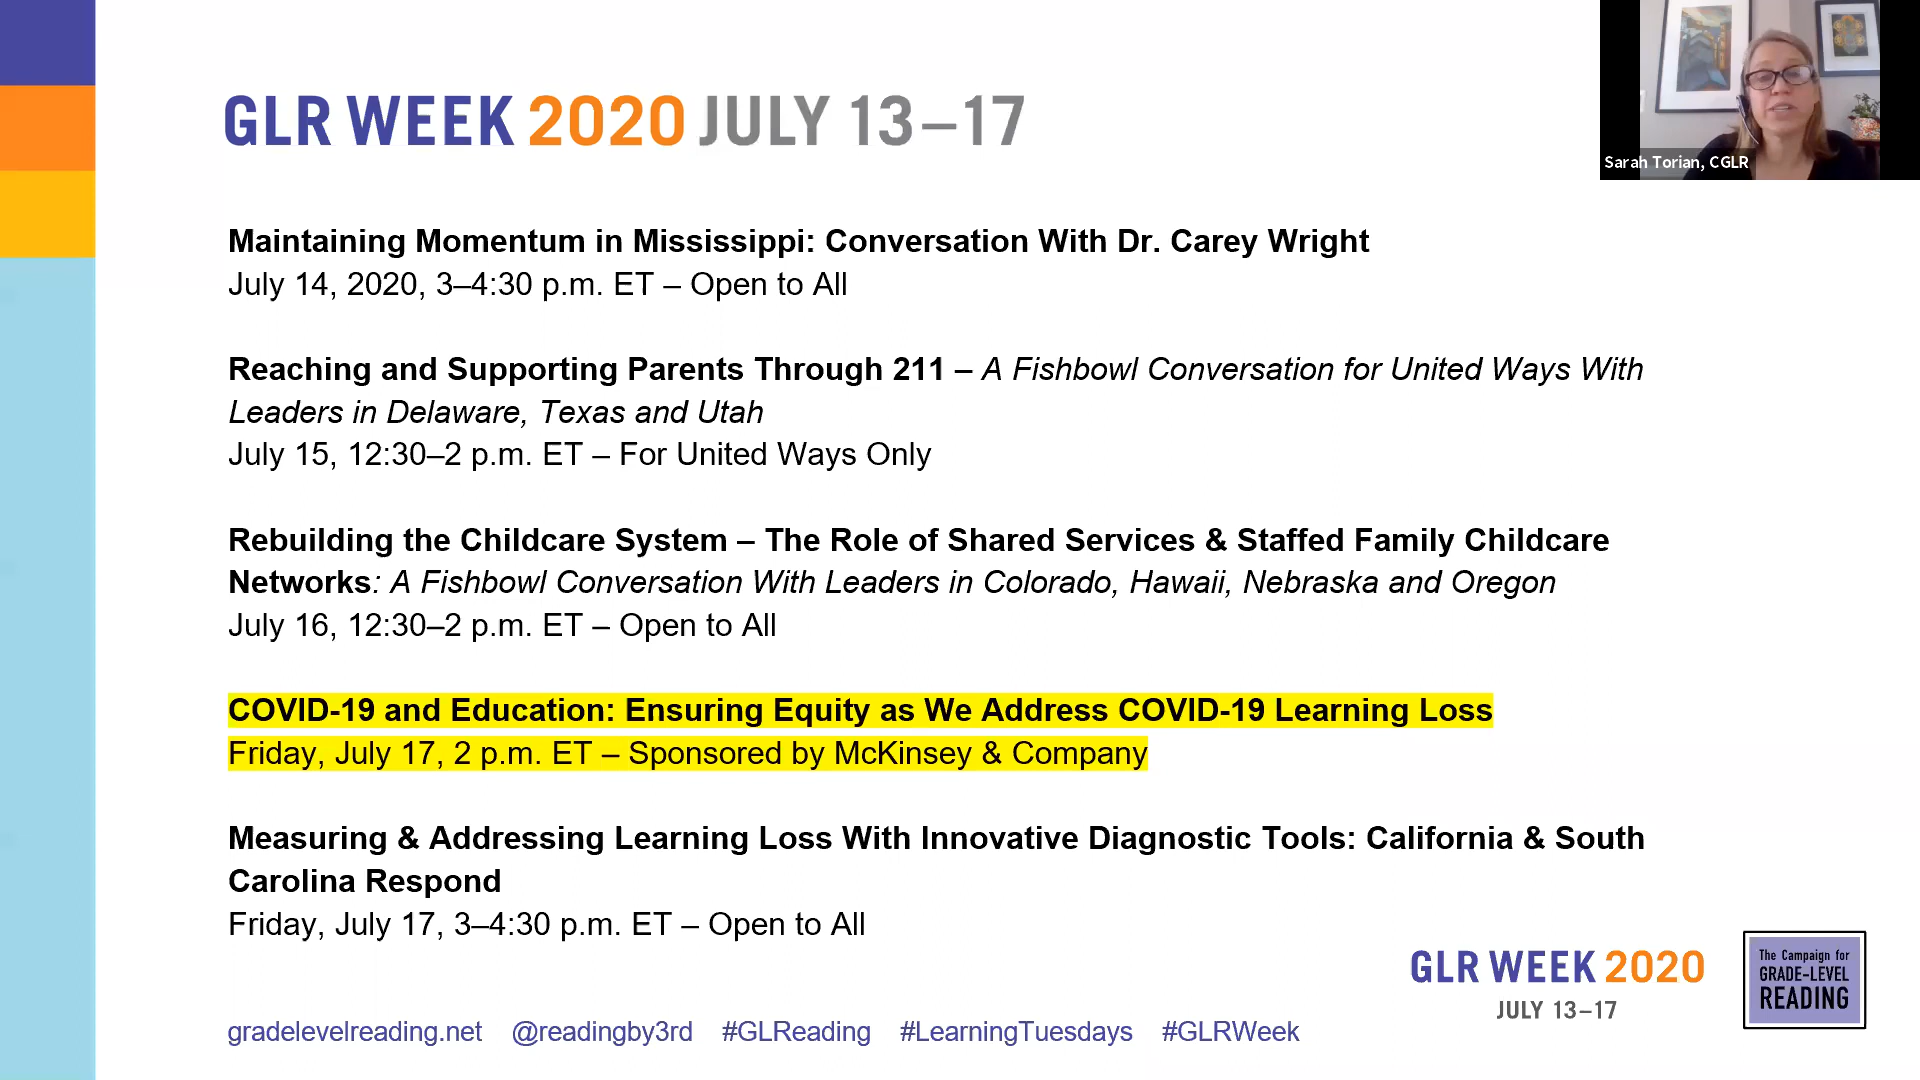 GLR WEEK 2020 JULY 13–17
Sarah Torian, CGLR
Maintaining Momentum in Mississippi: Conversation With Dr. Carey Wright
July 14, 2020, 3–4:30 p.m. ET – Open to All
Reaching and Supporting Parents Through 211 – A Fishbowl Conversation for United Ways With
Leaders in Delaware, Texas and Utah
July 15, 12:30–2 p.m. ET – For United Ways Only
Rebuilding the Childcare System – The Role of Shared Services & Staffed Family Childcare
Networks: A Fishbowl Conversation With Leaders in Colorado, Hawaii, Nebraska and Oregon
July 16, 12:30–2 p.m. ET – Open to All
COVID-19 and Education: Ensuring Equity as We Address COVID-19 Learning Loss
Friday, July 17, 2 p.m. ET – Sponsored by McKinsey & Company
Measuring & Addressing Learning Loss With Innovative Diagnostic Tools: California & South
Carolina Respond
Friday, July 17, 3–4:30 p.m. ET – Open to All
GLR WEEK 2020
JULY 13–17
The Campaign for
GRADE-LEVEL
READING
gradelevelreading.net @readingby3rd #GLReading #LearningTuesdays #GLRWeek